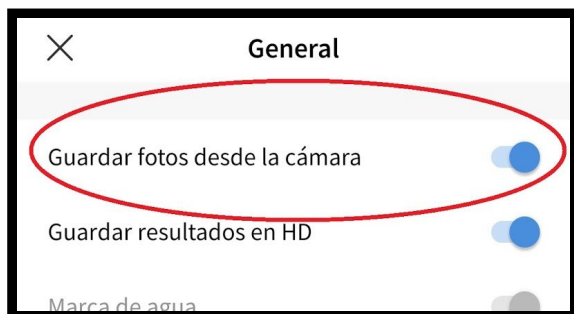 General
Guardar fotos desde la cámara
Guardar resultados en HD
Marca de agua